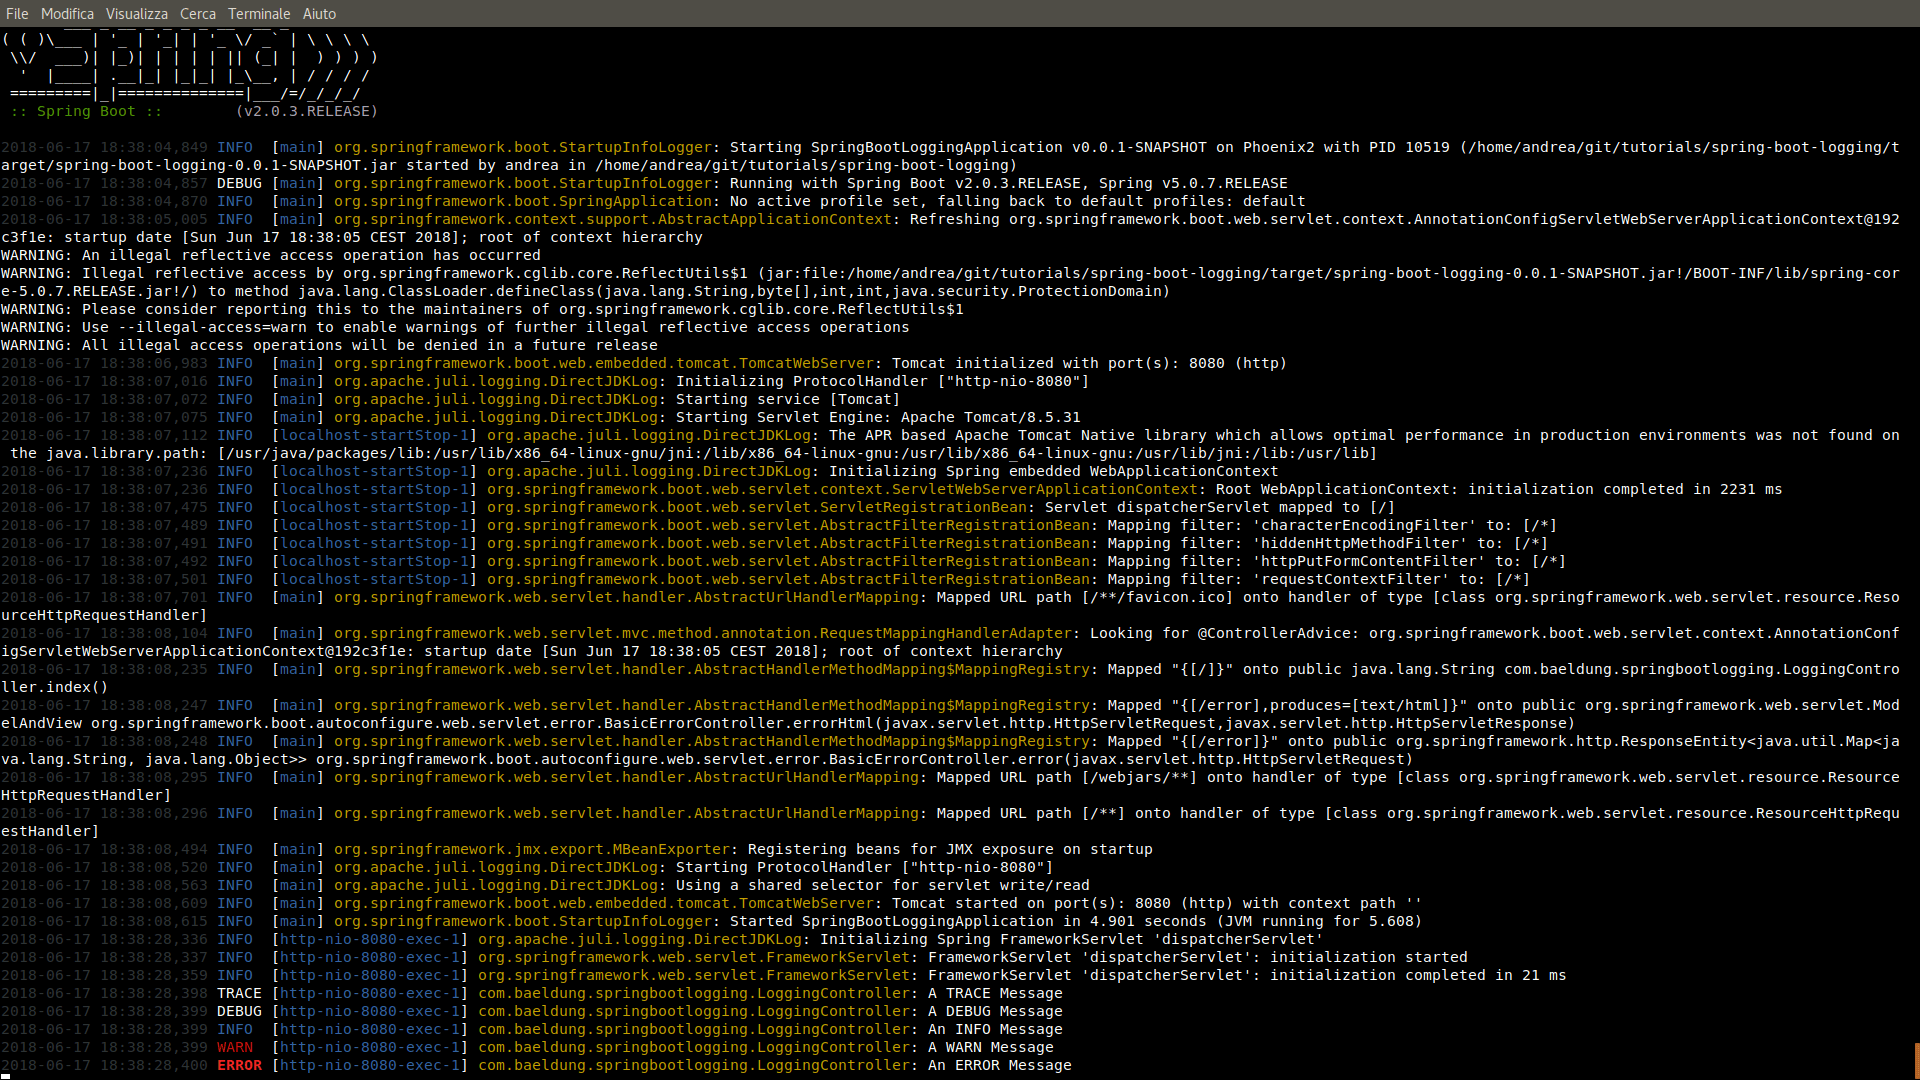 File Modifica Visualizza Cerca Terminale Aiuto
( ( )\___ | '_ | '_| | '_ \/ _` | \ \ \ \
 \\/  ___)| |_)| | | | | || (_| |  ) ) ) )
  '  |____| .__|_| |_|_| |_\__, | / / / /
 =========|_|==============|___/=/_/_/_/
 :: Spring Boot ::        (v2.0.3.RELEASE)
2018-06-17 18:38:04,849 INFO  [main] org.springframework.boot.StartupInfoLogger: Starting SpringBootLoggingApplication v0.0.1-SNAPSHOT on Phoenix2 with PID 10519 (/home/andrea/git/tutorials/spring-boot-logging/t
arget/spring-boot-logging-0.0.1-SNAPSHOT.jar started by andrea in /home/andrea/git/tutorials/spring-boot-logging)
2018-06-17 18:38:04,857 DEBUG [main] org.springframework.boot.StartupInfoLogger: Running with Spring Boot v2.0.3.RELEASE, Spring v5.0.7.RELEASE
2018-06-17 18:38:04,870 INFO  [main] org.springframework.boot.SpringApplication: No active profile set, falling back to default profiles: default
2018-06-17 18:38:05,005 INFO  [main] org.springframework.context.support.AbstractApplicationContext: Refreshing org.springframework.boot.web.servlet.context.AnnotationConfigServletWebServerApplicationContext@192
c3f1e: startup date [Sun Jun 17 18:38:05 CEST 2018]; root of context hierarchy
WARNING: An illegal reflective access operation has occurred
WARNING: Illegal reflective access by org.springframework.cglib.core.ReflectUtils$1 (jar:file:/home/andrea/git/tutorials/spring-boot-logging/target/spring-boot-logging-0.0.1-SNAPSHOT.jar!/BOOT-INF/lib/spring-cor
e-5.0.7.RELEASE.jar!/) to method java.lang.ClassLoader.defineClass(java.lang.String,byte[],int,int,java.security.ProtectionDomain)
WARNING: Please consider reporting this to the maintainers of org.springframework.cglib.core.ReflectUtils$1
WARNING: Use --illegal-access=warn to enable warnings of further illegal reflective access operations
WARNING: All illegal access operations will be denied in a future release
2018-06-17 18:38:06,983 INFO  [main] org.springframework.boot.web.embedded.tomcat.TomcatWebServer: Tomcat initialized with port(s): 8080 (http)
2018-06-17 18:38:07,016 INFO  [main] org.apache.juli.logging.DirectJDKLog: Initializing ProtocolHandler ["http-nio-8080"]
2018-06-17 18:38:07,072 INFO  [main] org.apache.juli.logging.DirectJDKLog: Starting service [Tomcat]
2018-06-17 18:38:07,075 INFO  [main] org.apache.juli.logging.DirectJDKLog: Starting Servlet Engine: Apache Tomcat/8.5.31
2018-06-17 18:38:07,112 INFO  [localhost-startStop-1] org.apache.juli.logging.DirectJDKLog: The APR based Apache Tomcat Native library which allows optimal performance in production environments was not found on
 the java.library.path: [/usr/java/packages/lib:/usr/lib/x86_64-linux-gnu/jni:/lib/x86_64-linux-gnu:/usr/lib/x86_64-linux-gnu:/usr/lib/jni:/lib:/usr/lib]
2018-06-17 18:38:07,236 INFO  [localhost-startStop-1] org.apache.juli.logging.DirectJDKLog: Initializing Spring embedded WebApplicationContext
2018-06-17 18:38:07,236 INFO  [localhost-startStop-1] org.springframework.boot.web.servlet.context.ServletWebServerApplicationContext: Root WebApplicationContext: initialization completed in 2231 ms
2018-06-17 18:38:07,475 INFO  [localhost-startStop-1] org.springframework.boot.web.servlet.ServletRegistrationBean: Servlet dispatcherServlet mapped to [/]
2018-06-17 18:38:07,489 INFO  [localhost-startStop-1] org.springframework.boot.web.servlet.AbstractFilterRegistrationBean: Mapping filter: 'characterEncodingFilter' to: [/*]
2018-06-17 18:38:07,491 INFO  [localhost-startStop-1] org.springframework.boot.web.servlet.AbstractFilterRegistrationBean: Mapping filter: 'hiddenHttpMethodFilter' to: [/*]
2018-06-17 18:38:07,492 INFO  [localhost-startStop-1] org.springframework.boot.web.servlet.AbstractFilterRegistrationBean: Mapping filter: 'httpPutFormContentFilter' to: [/*]
2018-06-17 18:38:07,501 INFO  [localhost-startStop-1] org.springframework.boot.web.servlet.AbstractFilterRegistrationBean: Mapping filter: 'requestContextFilter' to: [/*]
2018-06-17 18:38:07,701 INFO  [main] org.springframework.web.servlet.handler.AbstractUrlHandlerMapping: Mapped URL path [/**/favicon.ico] onto handler of type [class org.springframework.web.servlet.resource.Reso
urceHttpRequestHandler]
2018-06-17 18:38:08,104 INFO  [main] org.springframework.web.servlet.mvc.method.annotation.RequestMappingHandlerAdapter: Looking for @ControllerAdvice: org.springframework.boot.web.servlet.context.AnnotationConf
igServletWebServerApplicationContext@192c3f1e: startup date [Sun Jun 17 18:38:05 CEST 2018]; root of context hierarchy
2018-06-17 18:38:08,235 INFO  [main] org.springframework.web.servlet.handler.AbstractHandlerMethodMapping$MappingRegistry: Mapped "{[/]}" onto public java.lang.String com.baeldung.springbootlogging.LoggingContro
ller.index()
2018-06-17 18:38:08,247 INFO  [main] org.springframework.web.servlet.handler.AbstractHandlerMethodMapping$MappingRegistry: Mapped "{[/error],produces=[text/html]}" onto public org.springframework.web.servlet.Mod
elAndView org.springframework.boot.autoconfigure.web.servlet.error.BasicErrorController.errorHtml(javax.servlet.http.HttpServletRequest,javax.servlet.http.HttpServletResponse)
2018-06-17 18:38:08,248 INFO  [main] org.springframework.web.servlet.handler.AbstractHandlerMethodMapping$MappingRegistry: Mapped "{[/error]}" onto public org.springframework.http.ResponseEntity<java.util.Map<ja
va.lang.String, java.lang.Object>> org.springframework.boot.autoconfigure.web.servlet.error.BasicErrorController.error(javax.servlet.http.HttpServletRequest)
2018-06-17 18:38:08,295 INFO  [main] org.springframework.web.servlet.handler.AbstractUrlHandlerMapping: Mapped URL path [/webjars/**] onto handler of type [class org.springframework.web.servlet.resource.Resource
HttpRequestHandler]
2018-06-17 18:38:08,296 INFO  [main] org.springframework.web.servlet.handler.AbstractUrlHandlerMapping: Mapped URL path [/**] onto handler of type [class org.springframework.web.servlet.resource.ResourceHttpRequ
estHandler]
2018-06-17 18:38:08,494 INFO  [main] org.springframework.jmx.export.MBeanExporter: Registering beans for JMX exposure on startup
2018-06-17 18:38:08,520 INFO  [main] org.apache.juli.logging.DirectJDKLog: Starting ProtocolHandler ["http-nio-8080"]
2018-06-17 18:38:08,563 INFO  [main] org.apache.juli.logging.DirectJDKLog: Using a shared selector for servlet write/read
2018-06-17 18:38:08,609 INFO  [main] org.springframework.boot.web.embedded.tomcat.TomcatWebServer: Tomcat started on port(s): 8080 (http) with context path ''
2018-06-17 18:38:08,615 INFO  [main] org.springframework.boot.StartupInfoLogger: Started SpringBootLoggingApplication in 4.901 seconds (JVM running for 5.608)
2018-06-17 18:38:28,336 INFO  [http-nio-8080-exec-1] org.apache.juli.logging.DirectJDKLog: Initializing Spring FrameworkServlet 'dispatcherServlet'
2018-06-17 18:38:28,337 INFO  [http-nio-8080-exec-1] org.springframework.web.servlet.FrameworkServlet: FrameworkServlet 'dispatcherServlet': initialization started
2018-06-17 18:38:28,359 INFO  [http-nio-8080-exec-1] org.springframework.web.servlet.FrameworkServlet: FrameworkServlet 'dispatcherServlet': initialization completed in 21 ms
2018-06-17 18:38:28,398 TRACE [http-nio-8080-exec-1] com.baeldung.springbootlogging.LoggingController: A TRACE Message
2018-06-17 18:38:28,399 DEBUG [http-nio-8080-exec-1] com.baeldung.springbootlogging.LoggingController: A DEBUG Message
2018-06-17 18:38:28,399 INFO  [http-nio-8080-exec-1] com.baeldung.springbootlogging.LoggingController: An INFO Message
2018-06-17 18:38:28,399 WARN  [http-nio-8080-exec-1] com.baeldung.springbootlogging.LoggingController: A WARN Message
2018-06-17 18:38:28,400 ERROR [http-nio-8080-exec-1] com.baeldung.springbootlogging.LoggingController: An ERROR Message